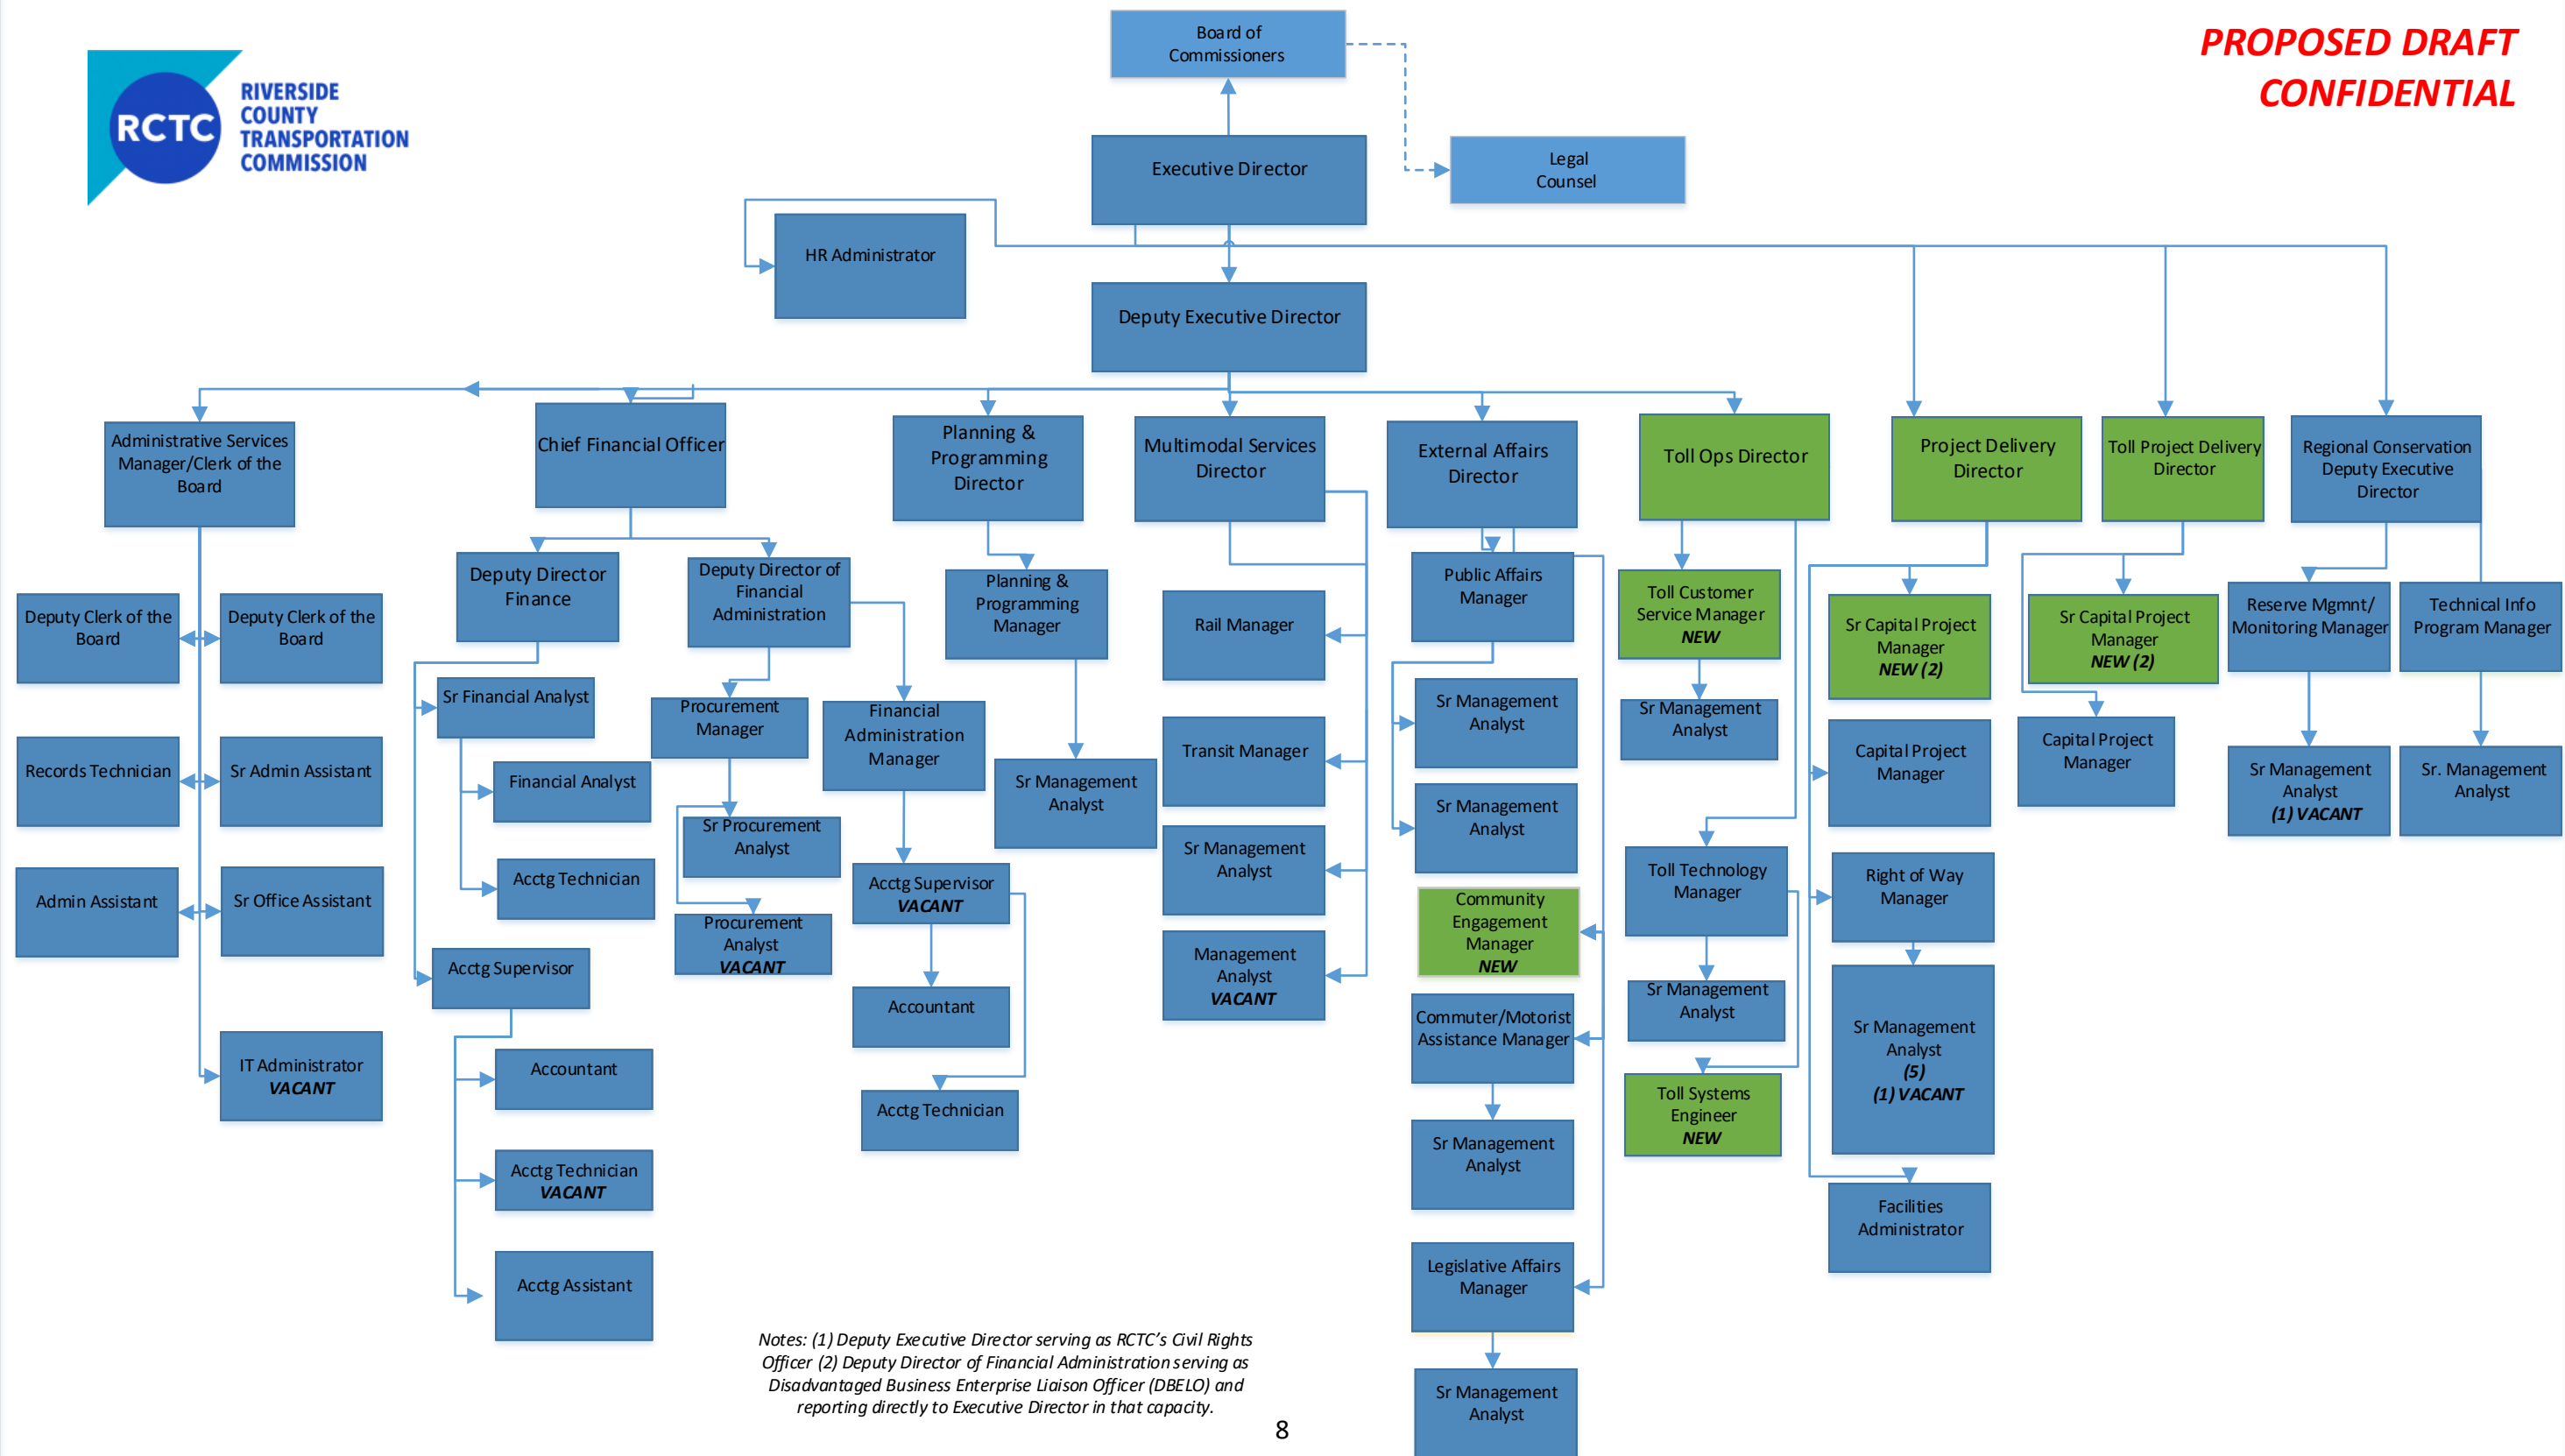 Board of
Commissioners
PROPOSED DRAFT
CONFIDENTIAL
RCTC
RIVERSIDE
COUNTY
TRANSPORTATION
COMMISSION
Executive Director
Legal
Counsel
HR Administrator
Deputy Executive Director
Administrative Services
Manager/Clerk of the
Board
Chief Financial Officer
Planning &
Programming
Director
Multimodal Services
Director
External Affairs
Director
Toll Ops Director
Project Delivery
Director
Toll Project Delivery
Director
Regional Conservation
Deputy Executive
Director
Deputy Clerk of the
Board
Deputy Clerk of the
Board
Records Technician
Sr Admin Assistant
Admin Assistant
Sr Office Assistant
IT Administrator
VACANT
Deputy Director
Finance
Sr Financial Analyst
Financial Analyst
Acctg Technician
Acctg Supervisor
Accountant
Acctg Technician
VACANT
Acctg Assistant
Deputy Director of
Financial
Administration
Procurement
Manager
Sr Procurement
Analyst
Procurement
Analyst
VACANT
Financial
Administration
Manager
Acctg Supervisor
VACANT
Accountant
Acctg Technician
Planning &
Programming
Manager
Sr Management
Analyst
Rail Manager
Transit Manager
Sr Management
Analyst
Management
Analyst
VACANT
Public Affairs
Manager
Sr Management
Analyst
Sr Management
Analyst
Community
Engagement
Manager
NEW
Commuter/Motorist
Assistance Manager
Sr Management
Analyst
Legislative Affairs
Manager
Sr Management
Analyst
Toll Customer
Service Manager
NEW
Sr Management
Analyst
Toll Technology
Manager
Sr Management
Analyst
Toll Systems
Engineer
NEW
Sr Capital Project
Manager
NEW (2)
Capital Project
Manager
Right of Way
Manager
Sr Management
Analyst
(5)
(1) VACANT
Facilities
Administrator
Sr Capital Project
Manager
NEW (2)
Capital Project
Manager
Reserve Mgmnt/
Monitoring Manager
Sr Management
Analyst
(1) VACANT
Technical Info
Program Manager
Sr. Management
Analyst
Notes: (1) Deputy Executive Director serving as RCTC’s Civil Rights
Officer (2) Deputy Director of Financial Administration serving as
Disadvantaged Business Enterprise Liaison Officer (DBELO) and
reporting directly to Executive Director in that capacity.
8